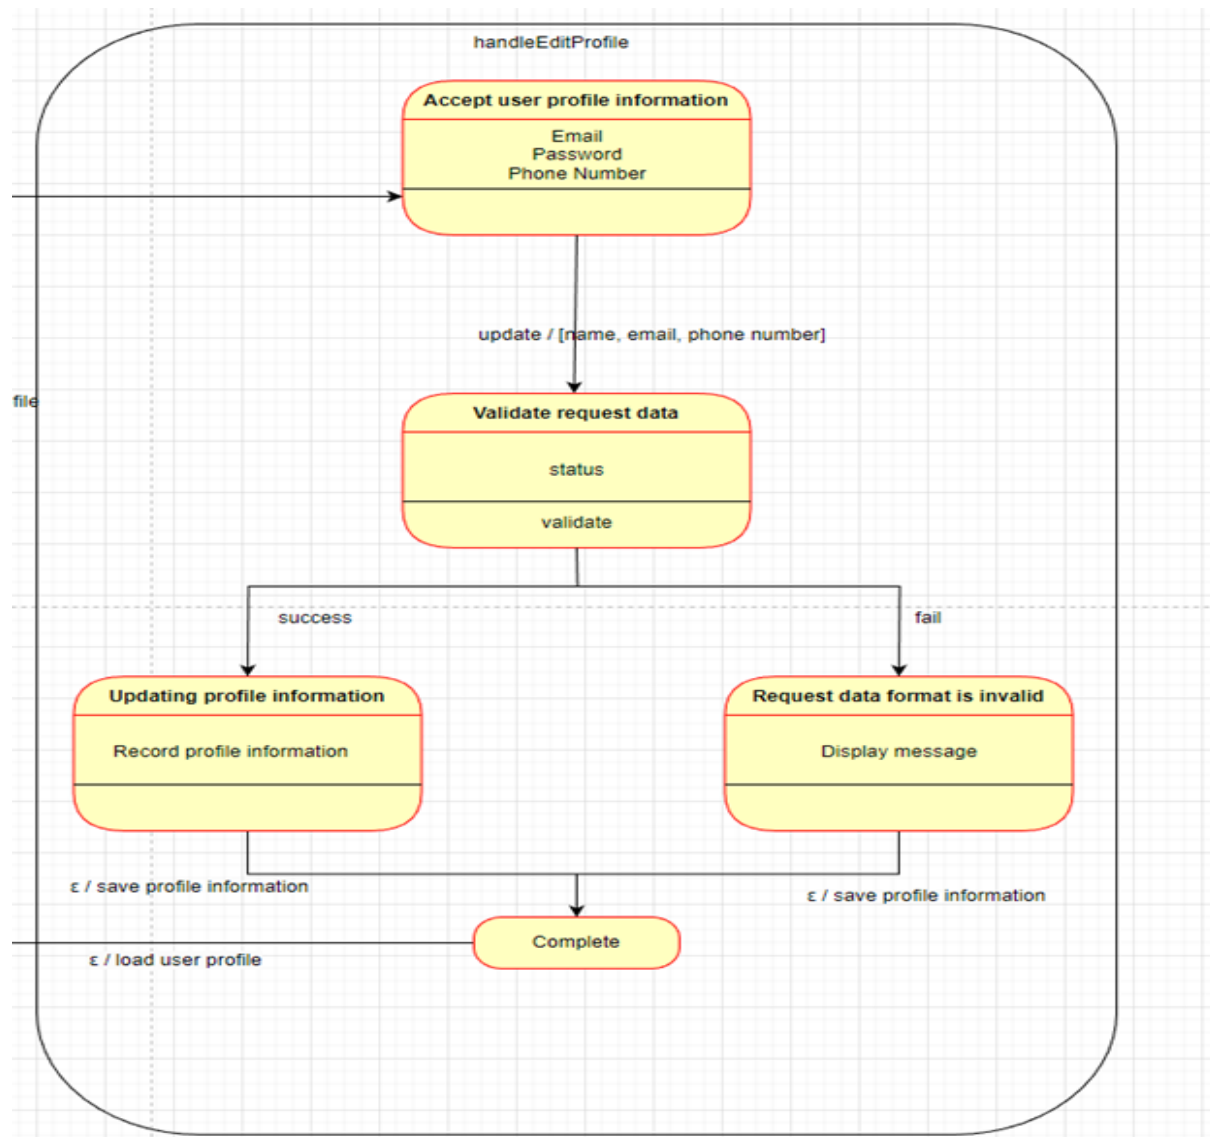 handleEditProfile
Accept user profile information
Email
Password
Phone Number
update / [name, email, phone number]
file
Validate request data
status
validate
success
fail
Updating profile information
Record profile information
Request data format is invalid
Display message
ε / save profile information
ε / save profile information
Complete
ε / load user profile